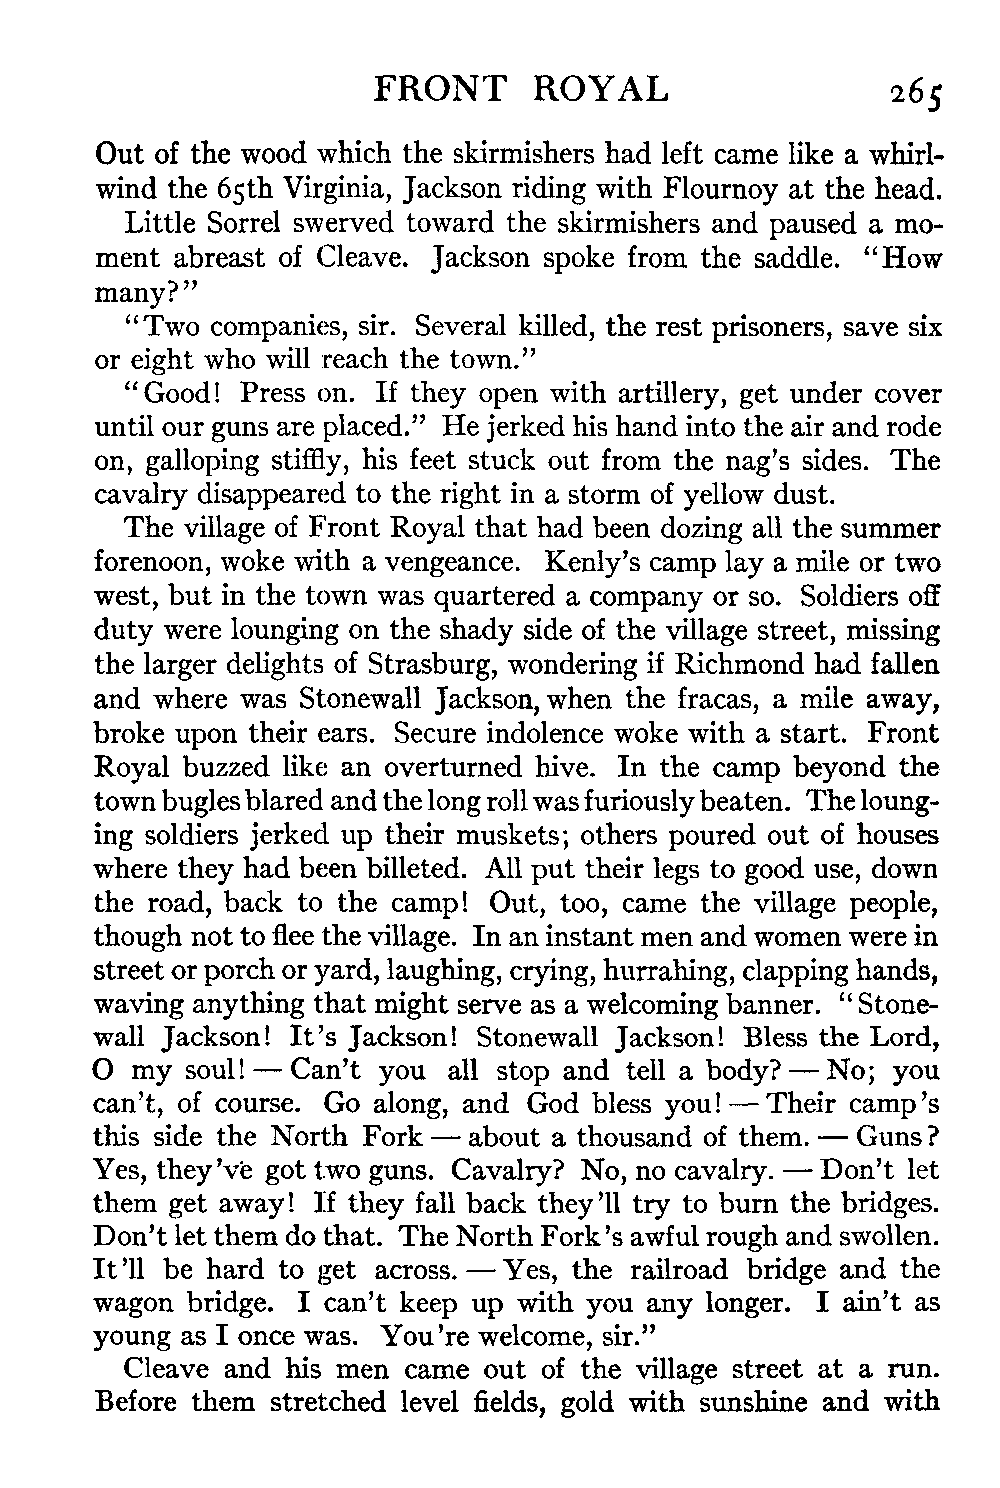 FRONT ROYAL 265
Out of the wood which the skirmishers had left came like a whirl-
wind the 65th Virginia, Jackson riding with Flournoy at the head.
Little Sorrel swerved toward the skirmishers and paused a mo-
ment abreast of Cleave. Jackson spoke from the saddle. "How
many?"
"Two companies, sir. Several killed, the rest prisoners, save six
or eight who will reach the town."
"Good! Press on. If they open with artillery, get under cover
until our guns are placed." He jerked his hand into the air and rode
on, galloping stiffly, his feet stuck out from the nag's sides. The
cavalry disappeared to the right in a storm of yellow dust.
The village of Front Royal that had been dozing all the summer
forenoon, woke with a vengeance. Kenly's camp lay a mile or two
west, but in the town was quartered a company or so. Soldiers off
duty were lounging on the shady side of the village street, missing
the larger delights of Strasburg, wondering if Richmond had fallen
and where was Stonewall Jackson, when the fracas, a mile away,
broke upon their ears. Secure indolence woke with a start. Front
Royal buzzed like an overturned hive. In the camp beyond the
town bugles blared and the long roll was furiously beaten. The loung-
ing soldiers jerked up their muskets; others poured out of houses
where they had been billeted. All put their legs to good use, down
the road, back to the camp! Out, too, came the village people,
though not to flee the village. In an instant men and women were in
street or porch or yard, laughing, crying, hurrahing, clapping hands,
waving anything that might serve as a welcoming banner. "Stone-
wall Jackson! It's Jackson! Stonewall Jackson! Bless the Lord,
O my soul! — Can't you all stop and tell a body? — No; you
can't, of course. Go along, and God bless you! — Their camp's
this side the North Fork — about a thousand of them. — Guns?
Yes, they've got two guns. Cavalry? No, no cavalry. — Don't let
them get away! If they fall back they'll try to burn the bridges.
Don't let them do that. The North Fork's awful rough and swollen.
It'll be hard to get across. — Yes, the railroad bridge and the
wagon bridge. I can't keep up with you any longer. I ain't as
young as I once was. You're welcome, sir."
Cleave and his men came out of the village street at a run.
Before them stretched level fields, gold with sunshine and with